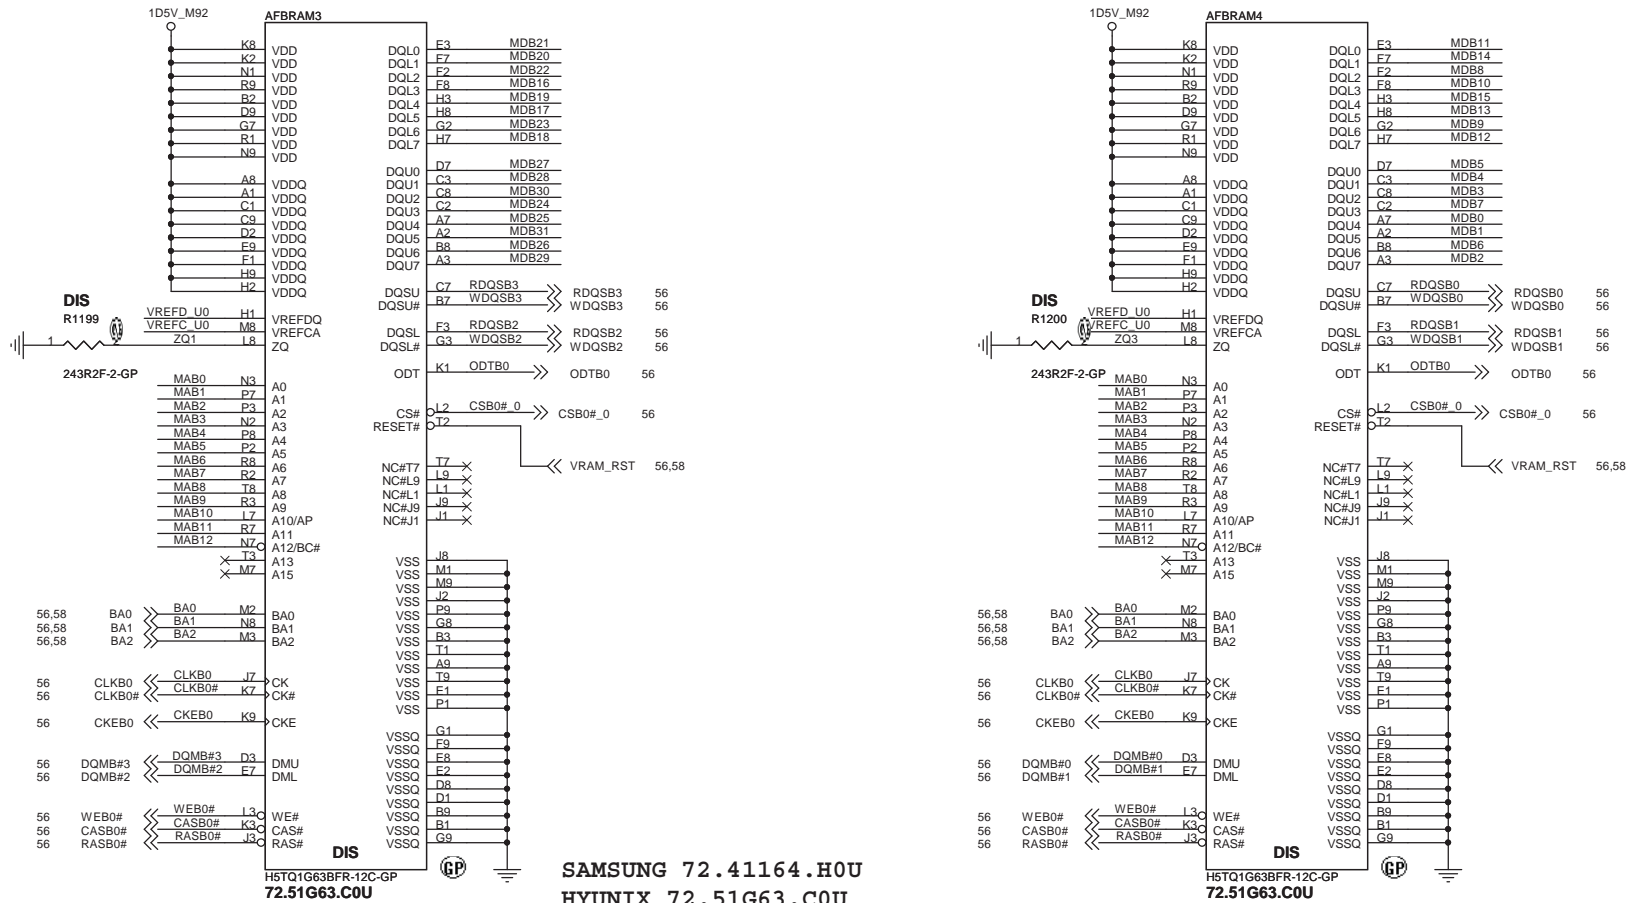 1D5V_M92
AFBRAM3
K8 VDD
K2 VDD
N1 VDD
R9 VDD
B2 VDD
D9 VDD
G7 VDD
R1 VDD
N9 VDD
A8 VDDQ
A1 VDDQ
C1 VDDQ
C9 VDDQ
D2 VDDQ
E9 VDDQ
F1 VDDQ
H9 VDDQ
H2 VDDQ
DIS
R1199
VREFD_U0 H1 VREFDQ
VREFC_U0 M8 VREFCA
1 2 ZQ1 L8 ZQ
243R2F-2-GP
MAB0 N3 A0
MAB1 P7 A1
MAB2 P3 A2
MAB3 N2 A3
MAB4 P8 A4
MAB5 P2 A5
MAB6 R8 A6
MAB7 R2 A7
MAB8 T8 A8
MAB9 R3 A9
MAB10 L7 A10/AP
MAB11 R7 A11
MAB12 N7 A12/BC#
T3 A13
M7 A15
56,58 BA0 BA0 M2 BA0
56,58 BA1 BA1 N8 BA1
56,58 BA2 BA2 M3 BA2
56 CLKB0 CLKB0 J7 CK
56 CLKB0# CLKB0# K7 CK#
56 CKEB0 CKEB0 K9 CKE
56 DQMB#3 DQMB#3 D3 DMU
56 DQMB#2 DQMB#2 E7 DML
56 WEB0# WEB0# L3 WE#
56 CASB0# CASB0# K3 CAS#
56 RASB0# RASB0# J3 RAS#
DQL0 E3 MDB21
DQL1 F7 MDB20
DQL2 F2 MDB22
DQL3 F8 MDB16
DQL4 H3 MDB19
DQL5 H8 MDB17
DQL6 G2 MDB23
DQL7 H7 MDB18
DQU0 D7 MDB27
DQU1 C3 MDB28
DQU2 C8 MDB30
DQU3 C2 MDB24
DQU4 A7 MDB25
DQU5 A2 MDB31
DQU6 B8 MDB26
DQU7 A3 MDB29
DQSU C7 RDQSB3 RDQSB3 56
DQSU# B7 WDQSB3 WDQSB3 56
DQSL F3 RDQSB2 RDQSB2 56
DQSL# G3 WDQSB2 WDQSB2 56
ODT K1 ODTB0 ODTB0 56
CS# L2 CSB0#_0 CSB0#_0 56
RESET# T2
VRAM_RST 56,58
NC#T7 T7
NC#L9 L9
NC#L1 L1
NC#J9 J9
NC#J1 J1
VSS J8
VSS M1
VSS M9
VSS J2
VSS P9
VSS G8
VSS B3
VSS T1
VSS A9
VSS T9
VSS E1
VSS P1
VSSQ G1
VSSQ F9
VSSQ E8
VSSQ E2
VSSQ D8
VSSQ D1
VSSQ B9
VSSQ B1
VSSQ G9
DIS
GP
H5TQ1G63BFR-12C-GP
72.51G63.C0U
SAMSUNG 72.41164.H0U
HYUNIX 72.51G63.C0U
1D5V_M92
AFBRAM4
K8 VDD
K2 VDD
N1 VDD
R9 VDD
B2 VDD
D9 VDD
G7 VDD
R1 VDD
N9 VDD
A8 VDDQ
A1 VDDQ
C1 VDDQ
C9 VDDQ
D2 VDDQ
E9 VDDQ
F1 VDDQ
H9 VDDQ
H2 VDDQ
DIS
R1200
VREFD_U0 H1 VREFDQ
VREFC_U0 M8 VREFCA
1 2 ZQ3 L8 ZQ
243R2F-2-GP
MAB0 N3 A0
MAB1 P7 A1
MAB2 P3 A2
MAB3 N2 A3
MAB4 P8 A4
MAB5 P2 A5
MAB6 R8 A6
MAB7 R2 A7
MAB8 T8 A8
MAB9 R3 A9
MAB10 L7 A10/AP
MAB11 R7 A11
MAB12 N7 A12/BC#
T3 A13
M7 A15
56,58 BA0 BA0 M2 BA0
56,58 BA1 BA1 N8 BA1
56,58 BA2 BA2 M3 BA2
56 CLKB0 CLKB0 J7 CK
56 CLKB0# CLKB0# K7 CK#
56 CKEB0 CKEB0 K9 CKE
56 DQMB#0 DQMB#0 D3 DMU
56 DQMB#1 DQMB#1 E7 DML
56 WEB0# WEB0# L3 WE#
56 CASB0# CASB0# K3 CAS#
56 RASB0# RASB0# J3 RAS#
DQL0 E3 MDB11
DQL1 F7 MDB14
DQL2 F2 MDB8
DQL3 F8 MDB10
DQL4 H3 MDB15
DQL5 H8 MDB13
DQL6 G2 MDB9
DQL7 H7 MDB12
DQU0 D7 MDB5
DQU1 C3 MDB4
DQU2 C8 MDB3
DQU3 C2 MDB7
DQU4 A7 MDB0
DQU5 A2 MDB1
DQU6 B8 MDB6
DQU7 A3 MDB2
DQSU C7 RDQSB0 RDQSB0 56
DQSU# B7 WDQSB0 WDQSB0 56
DQSL F3 RDQSB1 RDQSB1 56
DQSL# G3 WDQSB1 WDQSB1 56
ODT K1 ODTB0 ODTB0 56
CS# L2 CSB0#_0 CSB0#_0 56
RESET# T2
VRAM_RST 56,58
NC#T7 T7
NC#L9 L9
NC#L1 L1
NC#J9 J9
NC#J1 J1
VSS J8
VSS M1
VSS M9
VSS J2
VSS P9
VSS G8
VSS B3
VSS T1
VSS A9
VSS T9
VSS E1
VSS P1
VSSQ G1
VSSQ F9
VSSQ E8
VSSQ E2
VSSQ D8
VSSQ D1
VSSQ B9
VSSQ B1
VSSQ G9
DIS
GP
H5TQ1G63BFR-12C-GP
72.51G63.C0U